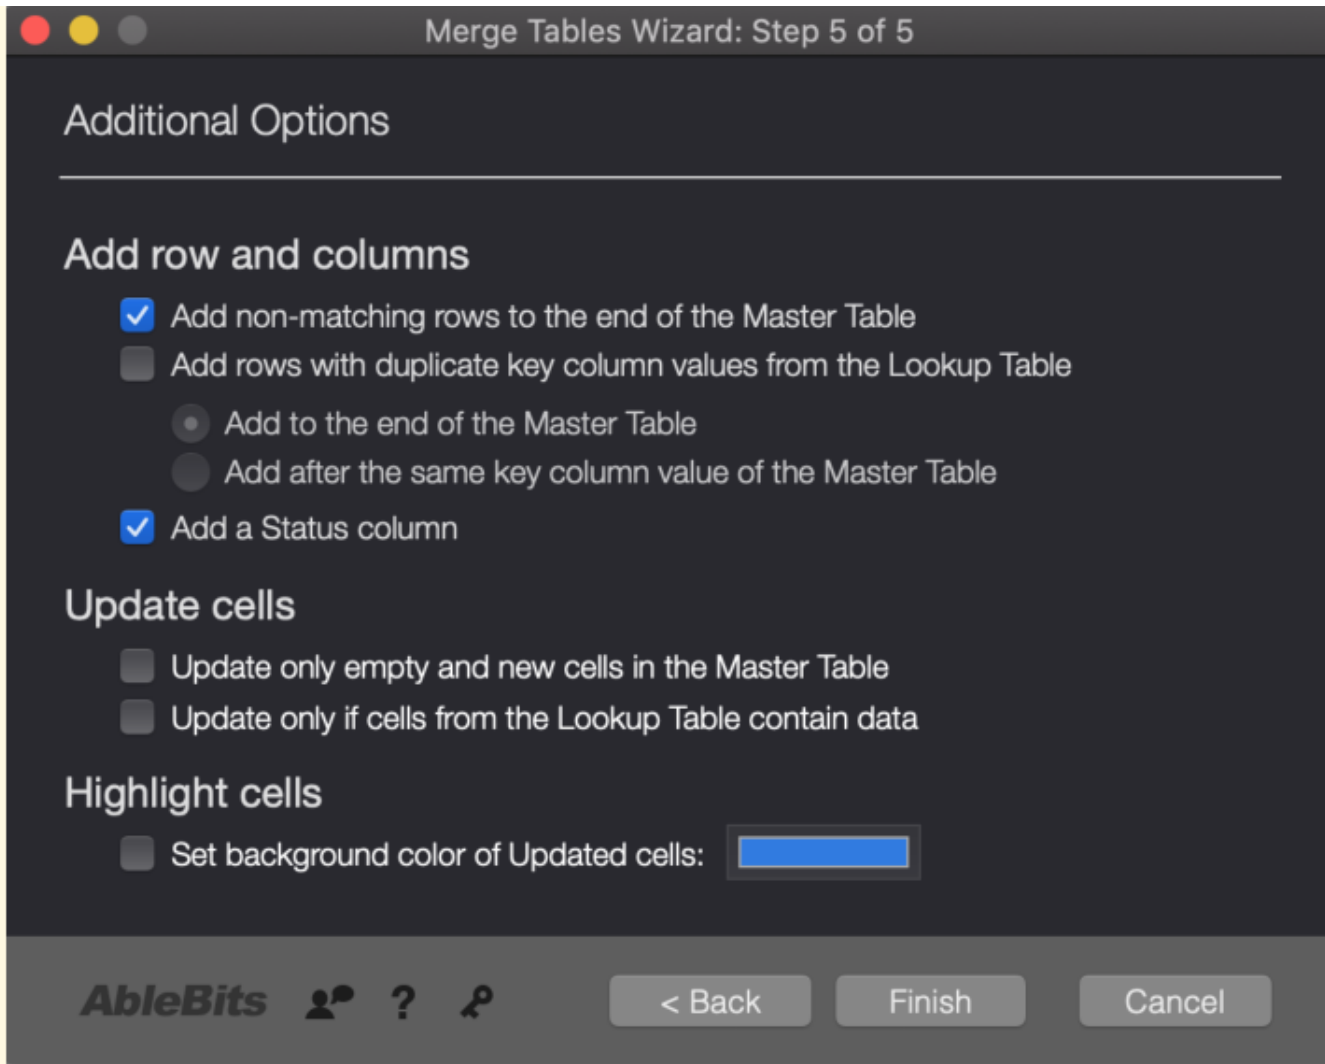 Merge Tables Wizard: Step 5 of 5
Additional Options
Add row and columns
Add non-matching rows to the end of the Master Table
Add rows with duplicate key column values from the Lookup Table
Add to the end of the Master Table
Add after the same key column value of the Master Table
Add a Status column
Update cells
Update only empty and new cells in the Master Table
Update only if cells from the Lookup Table contain data
Highlight cells
Set background color of Updated cells:
AbleBits ? < Back Finish Cancel